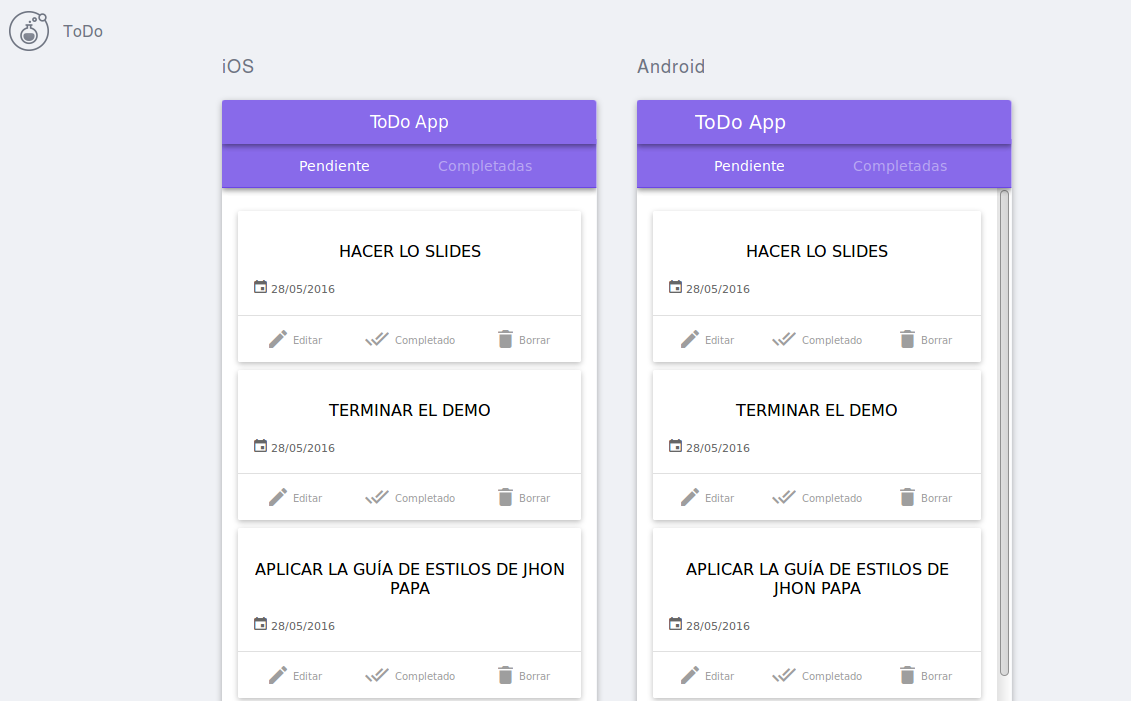 ToDo
iOS
Android
ToDo App
Pendiente Completadas
HACER LO SLIDES
28/05/2016
Editar Completado Borrar
TERMINAR EL DEMO
28/05/2016
Editar Completado Borrar
APLICAR LA GUÍA DE ESTILOS DE JHON
PAPA
28/05/2016
Editar Completado Borrar
ToDo App
Pendiente Completadas
HACER LO SLIDES
28/05/2016
Editar Completado Borrar
TERMINAR EL DEMO
28/05/2016
Editar Completado Borrar
APLICAR LA GUÍA DE ESTILOS DE
JHON PAPA
28/05/2016
Editar Completado Borrar